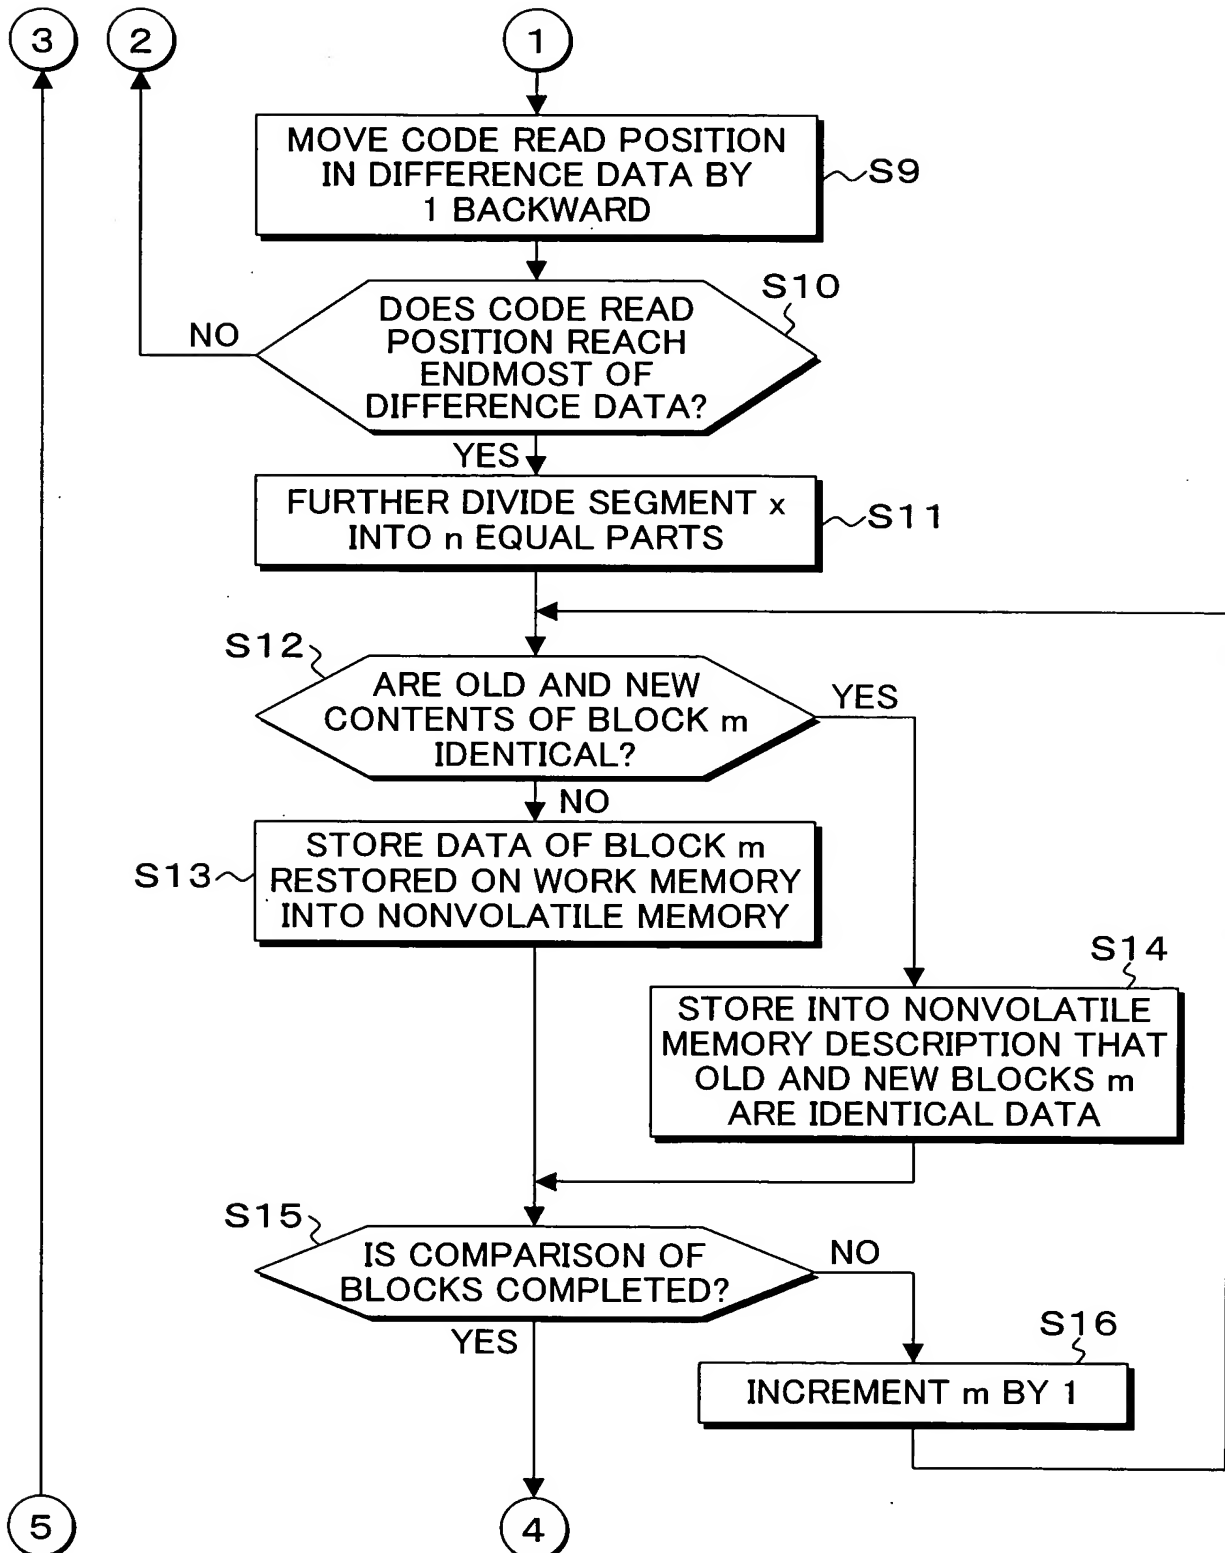 3
2
1
MOVE CODE READ POSITION
IN DIFFERENCE DATA BY
1 BACKWARD
S9
DOES CODE READ
POSITION REACH
ENDMOST OF
DIFFERENCE DATA?
S10
NO
YES
FURTHER DIVIDE SEGMENT x
INTO n EQUAL PARTS
S11
S12
ARE OLD AND NEW
CONTENTS OF BLOCK m
IDENTICAL?
YES
NO
S13
STORE DATA OF BLOCK m
RESTORED ON WORK MEMORY
INTO NONVOLATILE MEMORY
S14
STORE INTO NONVOLATILE
MEMORY DESCRIPTION THAT
OLD AND NEW BLOCKS m
ARE IDENTICAL DATA
S15
IS COMPARISON OF
BLOCKS COMPLETED?
NO
YES
S16
INCREMENT m BY 1
5
4